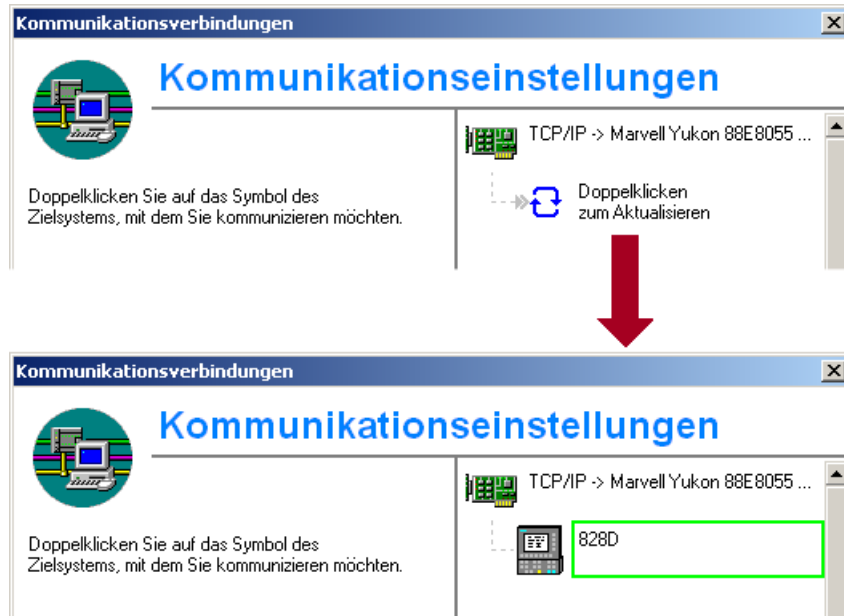 Kommunikationsverbindungen
Kommunikationseinstellungen
TCP/IP -> Marvell Yukon 88E8055 ...
Doppelklicken Sie auf das Symbol des
Zielsystems, mit dem Sie kommunizieren möchten.
Doppelklicken
zum Aktualisieren
Kommunikationsverbindungen
Kommunikationseinstellungen
TCP/IP -> Marvell Yukon 88E8055 ...
828D
Doppelklicken Sie auf das Symbol des
Zielsystems, mit dem Sie kommunizieren möchten.